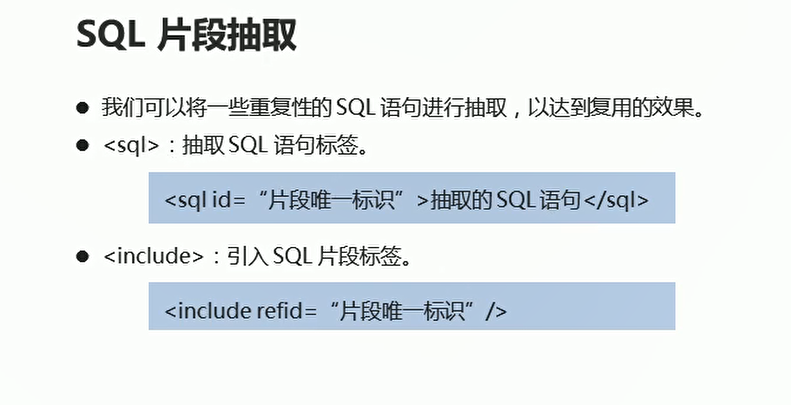 SQL 片段抽取
● 我们可以将一些重复性的 SQL 语句进行抽取，以达到复用的效果。
● <sql>：抽取 SQL 语句标签。
<sql id=“片段唯一标识”>抽取的 SQL 语句</sql>
● <include>：引入 SQL 片段标签。
<include refid=“片段唯一标识”/>